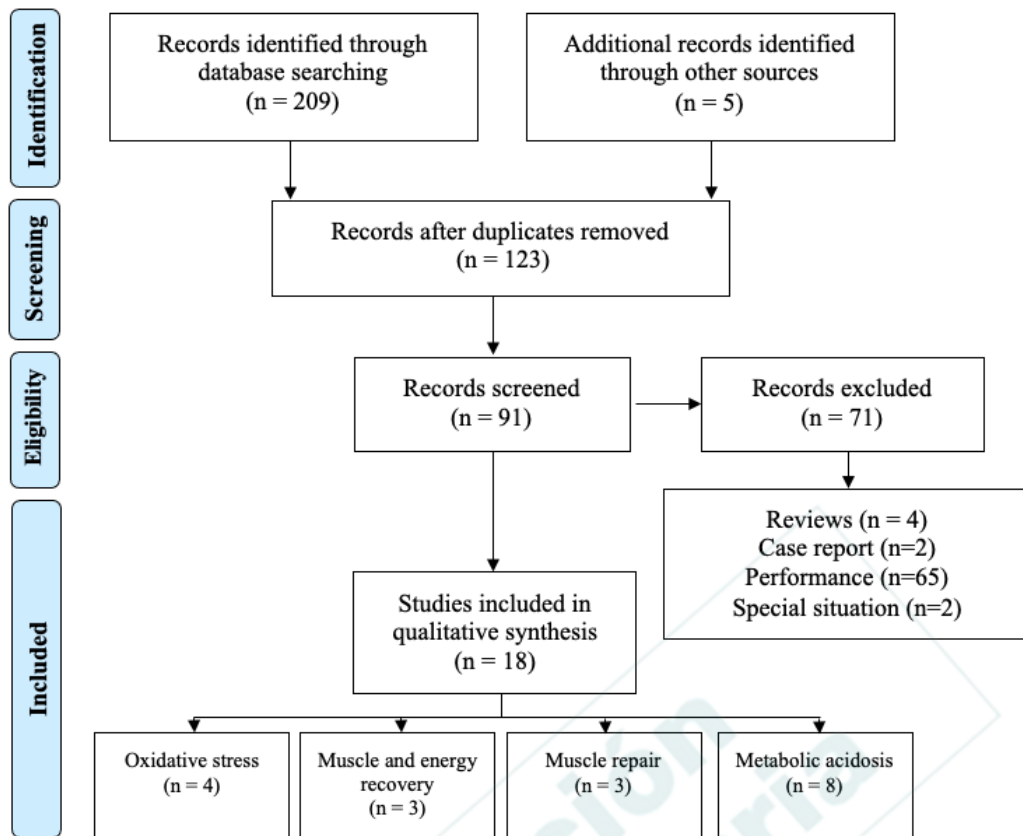 Identification
Records identified through
database searching
(n = 209)
Additional records identified
through other sources
(n = 5)
Screening
Records after duplicates removed
(n = 123)
Eligibility
Records screened
(n = 91)
Records excluded
(n = 71)
Reviews (n = 4)
Case report (n=2)
Performance (n=65)
Special situation (n=2)
Included
Studies included in
qualitative synthesis
(n = 18)
Oxidative stress
(n = 4)
Muscle and energy
recovery
(n = 3)
Muscle repair
(n = 3)
Metabolic acidosis
(n = 8)